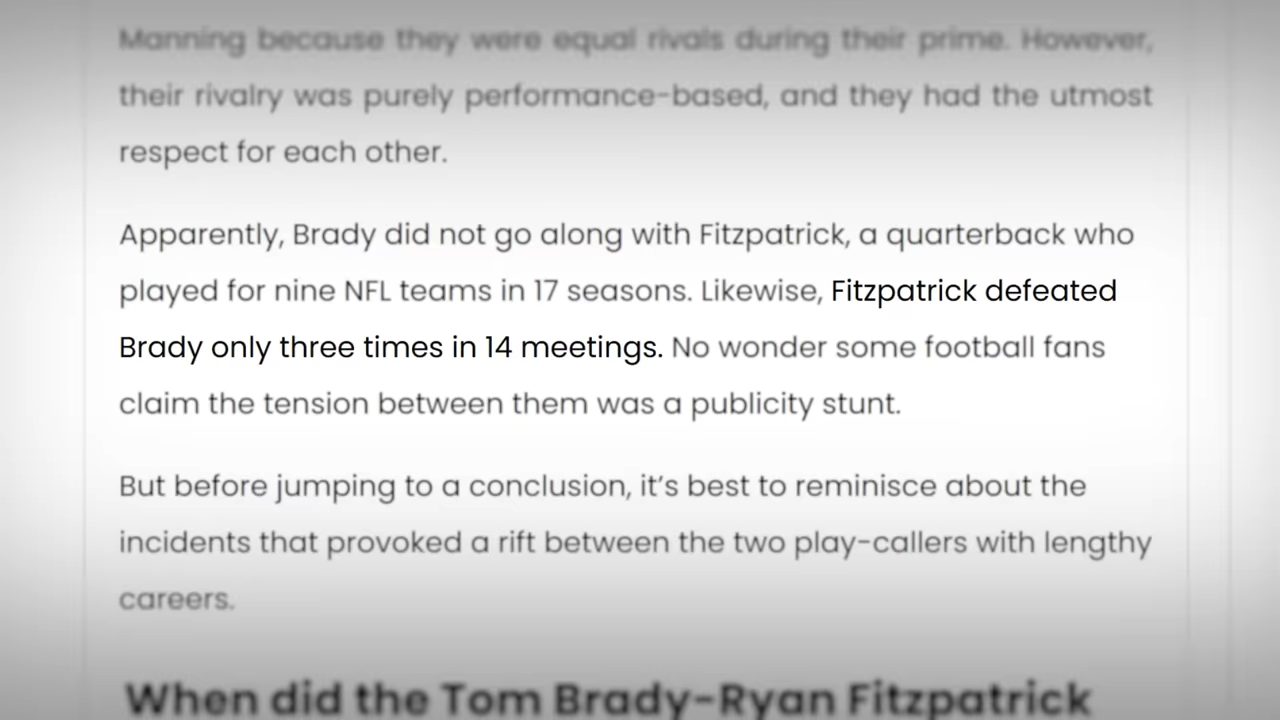 Manning because they were equal rivals during their prime. However,
their rivalry was purely performance-based, and they had the utmost
respect for each other.
Apparently, Brady did not go along with Fitzpatrick, a quarterback who
played for nine NFL teams in 17 seasons. Likewise, Fitzpatrick defeated
Brady only three times in 14 meetings. No wonder some football fans
claim the tension between them was a publicity stunt.
But before jumping to a conclusion, it's best to reminisce about the
incidents that provoked a rift between the two play-callers with lengthy
careers.
When did the Tom Brady-Ryan Fitzpatrick